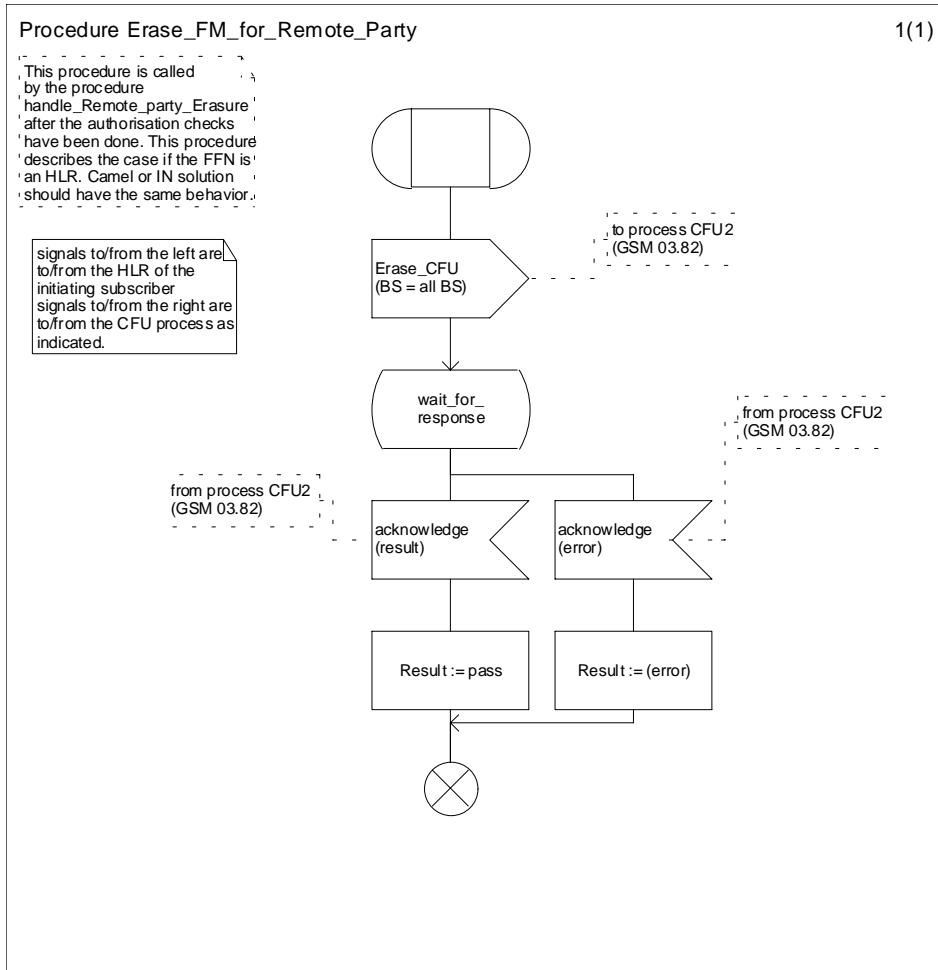 Procedure Erase_FM_for_Remote_Party
1(1)
This procedure is called
by the procedure
handle_Remote_party_Erasure
after the authorisation checks
have been done. This procedure
describes the case if the FFN is
an HLR. Camel or IN solution
should have the same behavior.
signals to/from the left are
to/from the HLR of the
initiating subscriber
signals to/from the right are
to/from the CFU process as
indicated.
to process CFU2
(GSM 03.82)
Erase_CFU
(BS = all BS)
wait_for_
response
from process CFU2
(GSM 03.82)
from process CFU2
(GSM 03.82)
acknowledge
(result)
acknowledge
(error)
Result := pass
Result := (error)